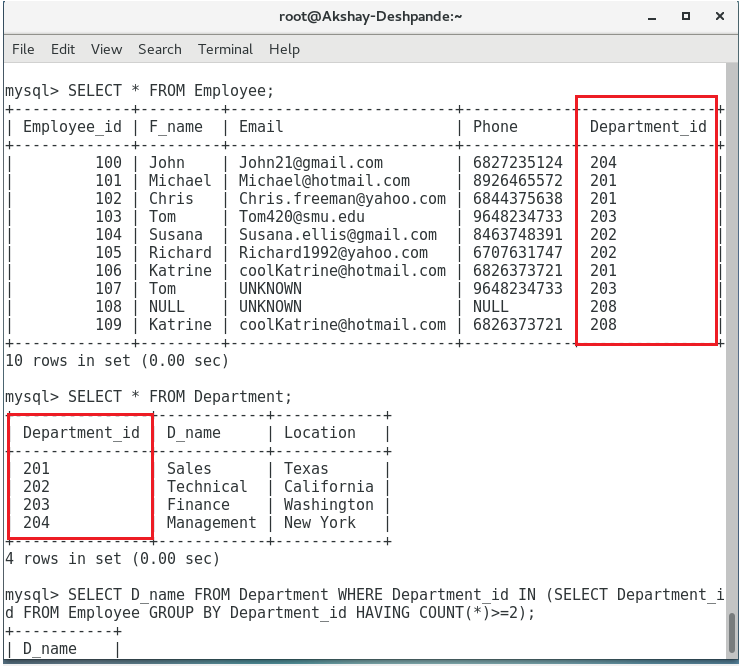 root@Akshay-Deshpande:~
File Edit View Search Terminal Help
mysql> SELECT * FROM Employee;
+-------------+---------+-------------------------+------------+---------------+
| Employee_id | F_name  | Email                   | Phone      | Department_id |
+-------------+---------+-------------------------+------------+---------------+
|         100 | John    | John21@gmail.com        | 6827235124 | 204           |
|         101 | Michael | Michael@hotmail.com     | 8926465572 | 201           |
|         102 | Chris   | Chris.freeman@yahoo.com | 6844375638 | 201           |
|         103 | Tom     | Tom420@smu.edu          | 9648234733 | 203           |
|         104 | Susana  | Susana.ellis@gmail.com  | 8463748391 | 202           |
|         105 | Richard | Richard1992@yahoo.com   | 6707631747 | 202           |
|         106 | Katrine | coolKatrine@hotmail.com | 6826373721 | 201           |
|         107 | Tom     | UNKNOWN                 | 9648234733 | 203           |
|         108 | NULL    | UNKNOWN                 | NULL       | 208           |
|         109 | Katrine | coolKatrine@hotmail.com | 6826373721 | 208           |
+-------------+---------+-------------------------+------------+---------------+
10 rows in set (0.00 sec)
mysql> SELECT * FROM Department;
+---------------+------------+------------+
| Department_id | D_name     | Location   |
+---------------+------------+------------+
| 201           | Sales      | Texas      |
| 202           | Technical  | California |
| 203           | Finance    | Washington |
| 204           | Management | New York   |
+---------------+------------+------------+
4 rows in set (0.00 sec)
mysql> SELECT D_name FROM Department WHERE Department_id IN (SELECT Department_i
d FROM Employee GROUP BY Department_id HAVING COUNT(*)>=2);
+-----------+
| D_name    |